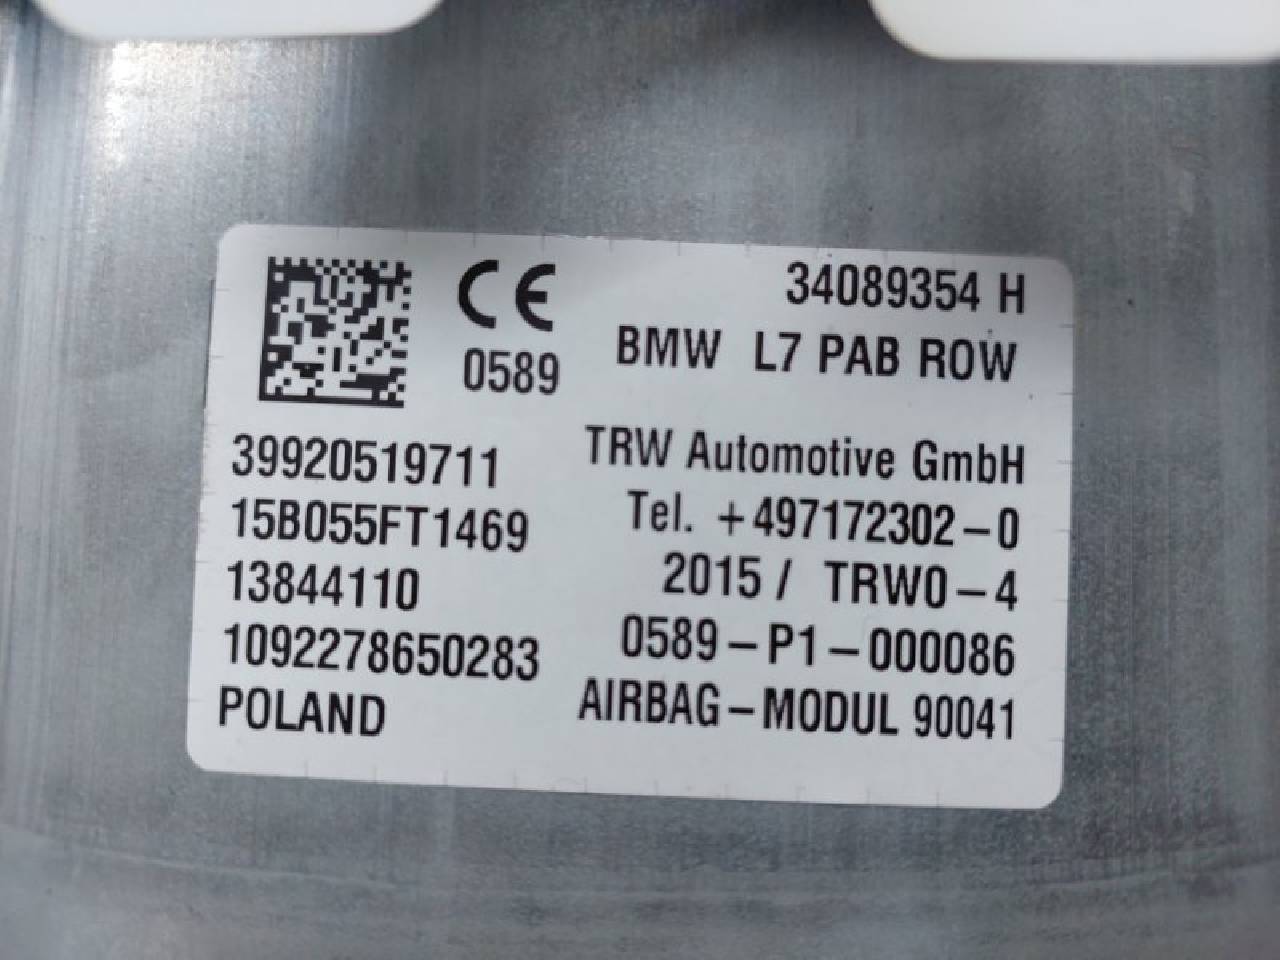 CE
34089354 H
0589
BMW L7 PAB ROW
39920519711
TRW Automotive GmbH
15B055FT1469
Tel. +497172302-0
13844110
2015 / TRW0-4
1092278650283
0589-P1-000086
POLAND
AIRBAG-MODUL 90041